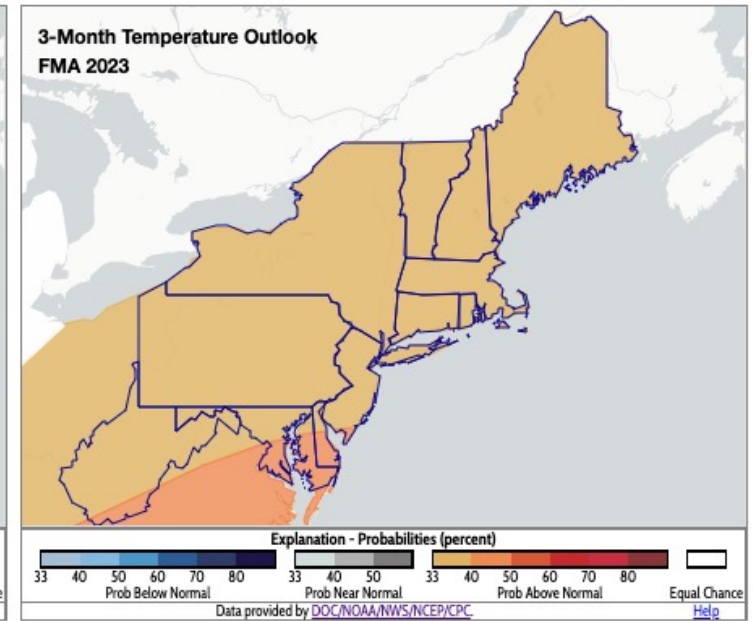 3-Month Temperature Outlook
FMA 2023
Explanation - Probabilities (percent)
33 40 50 60 70 80 33 40 50 33 40 50 60 70 80
Prob Below Normal Prob Near Normal Prob Above Normal Equal Chance
Data provided by DOC/NOAA/NWS/NCEP/CPC. Help